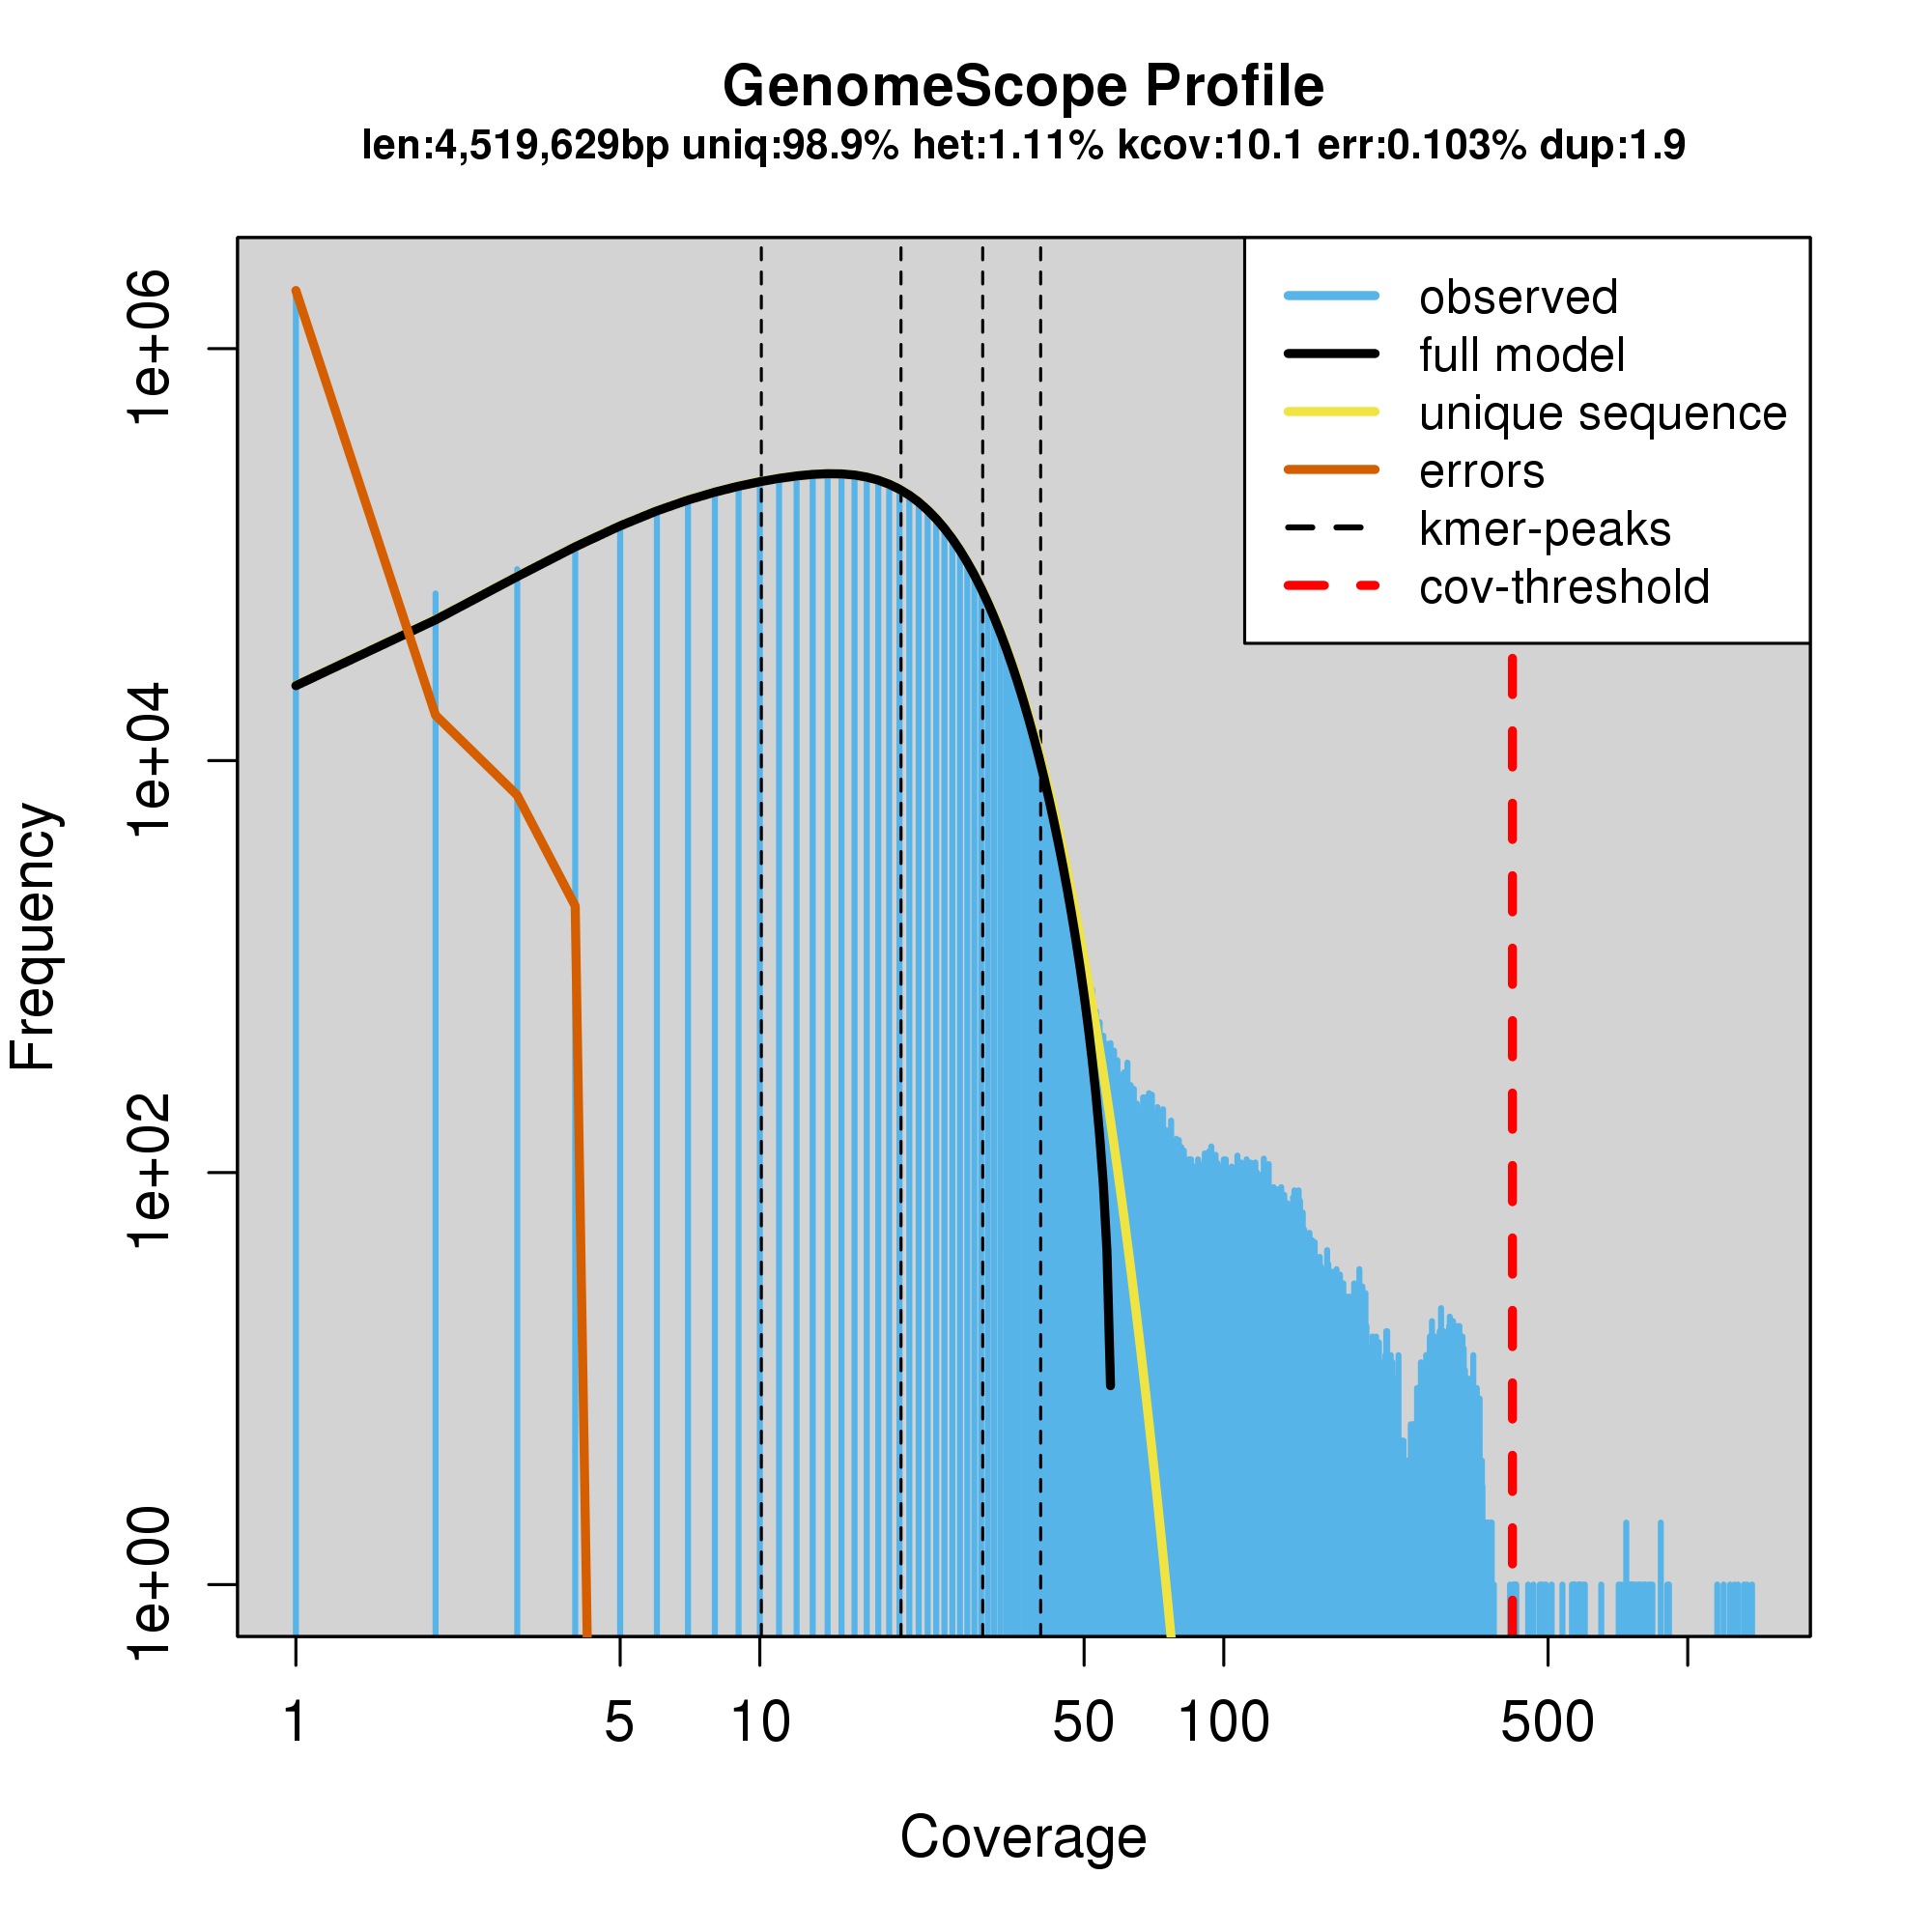 GenomeScope Profile
len:4,519,629bp uniq:98.9% het:1.11% kcov:10.1 err:0.103% dup:1.9
observed
full model
unique sequence
errors
kmer-peaks
cov-threshold
Frequency
1e+06
1e+04
1e+02
1e+00
1 5 10 50 100 500
Coverage